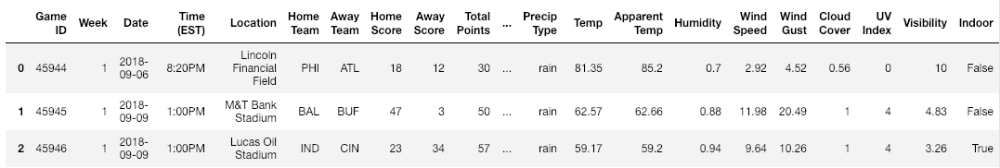 Game ID Week Date Time (EST) Location Home Team Away Team Home Score Away Score Total Points ... Precip Type Temp Apparent Temp Humidity Wind Speed Wind Gust Cloud Cover UV Index Visibility Indoor
0 45944 1 2018-09-06 8:20PM Lincoln Financial Field PHI ATL 18 12 30 ... rain 81.35 85.2 0.7 2.92 4.52 0.56 0 10 False
1 45945 1 2018-09-09 1:00PM M&T Bank Stadium BAL BUF 47 3 50 ... rain 62.57 62.66 0.88 11.98 20.49 1 4 4.83 False
2 45946 1 2018-09-09 1:00PM Lucas Oil Stadium IND CIN 23 34 57 ... rain 59.17 59.2 0.94 9.64 10.26 1 4 3.26 True